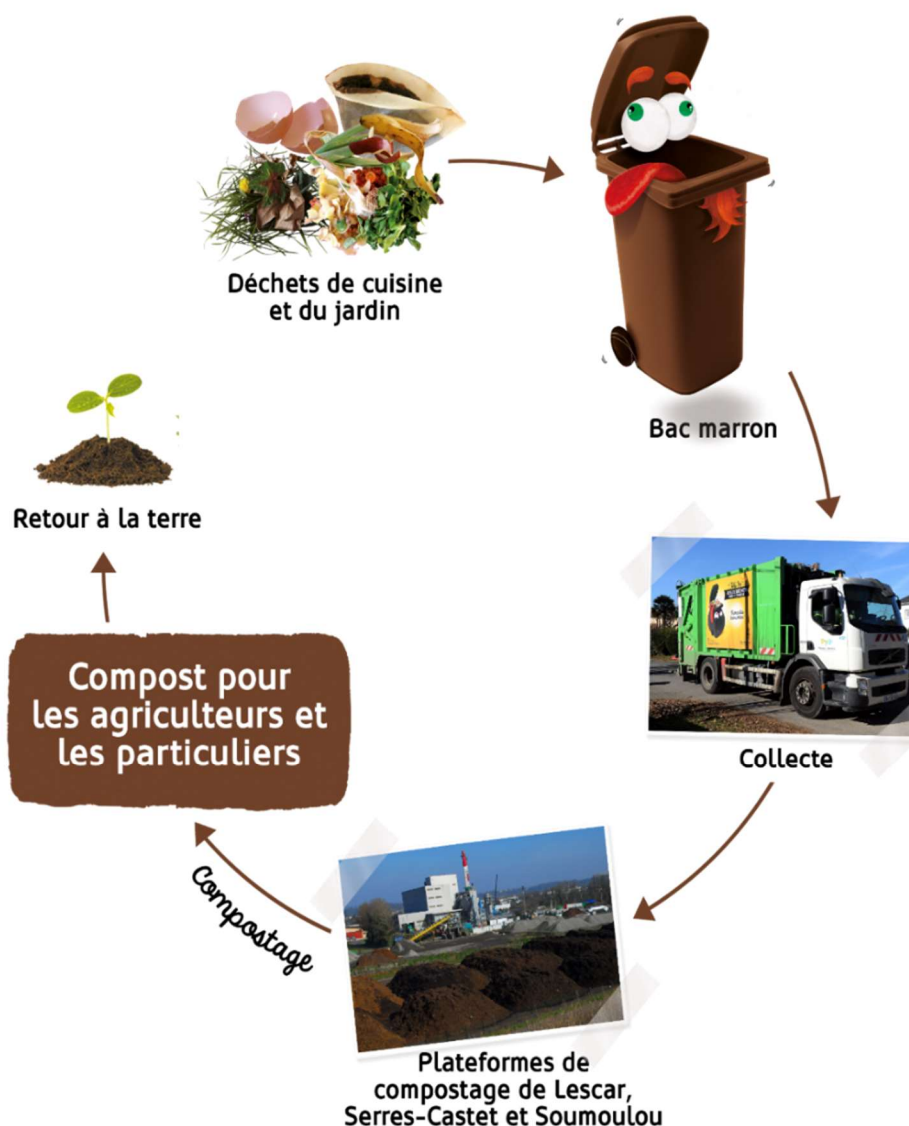 Déchets de cuisine
et du jardin
Bac marron
Collecte
Plateformes de
compostage de Lescar,
Serres-Castet et Soumoulou
Compostage
Compost pour
les agriculteurs et
les particuliers
Retour à la terre